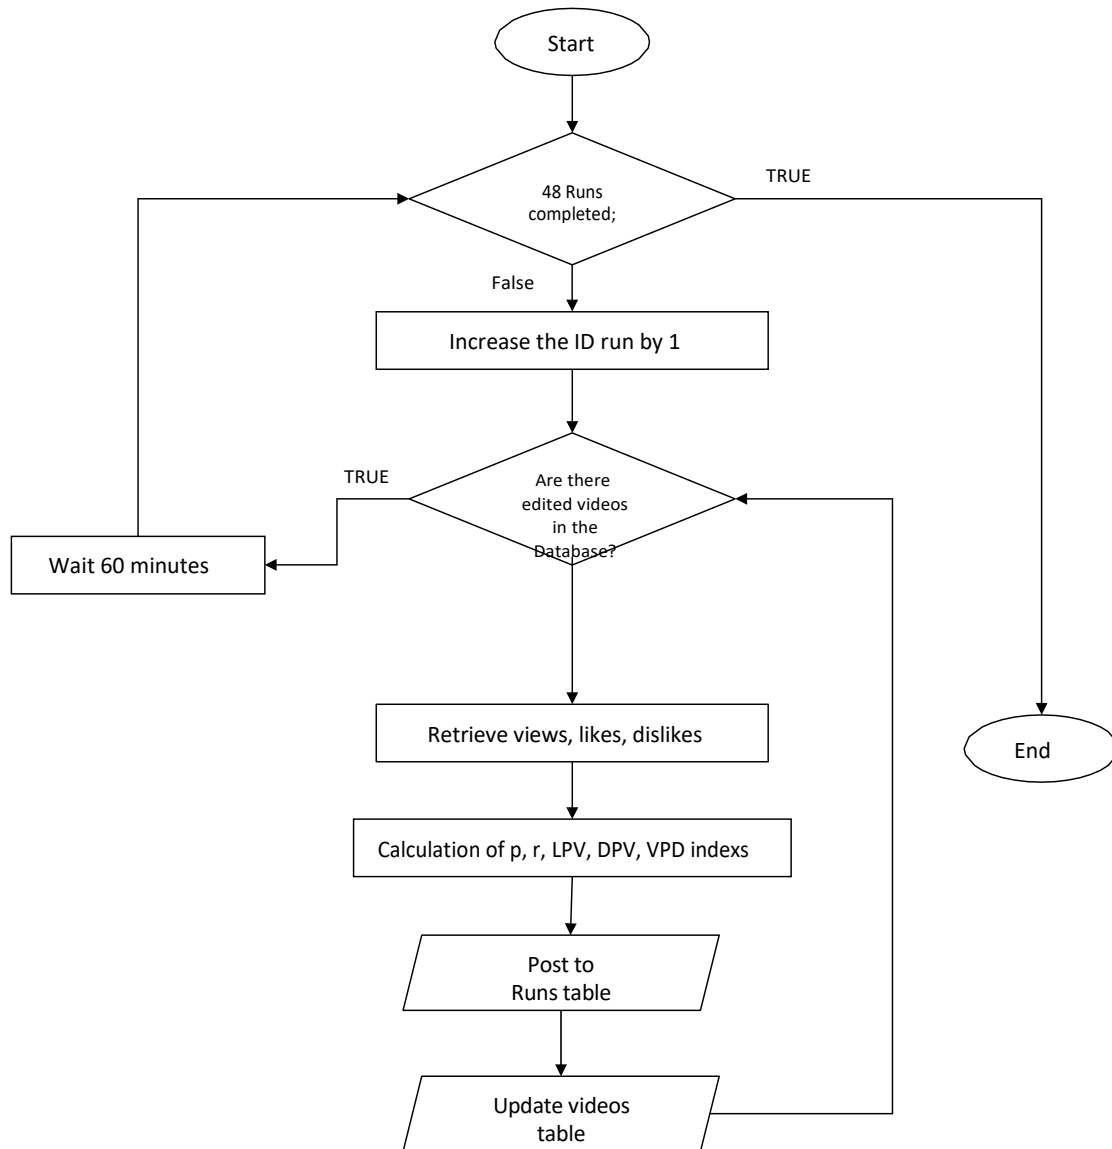 Start
48 Runs
completed;
TRUE
False
Increase the ID run by 1
TRUE
Are there
edited videos
in the
Database?
Wait 60 minutes
Retrieve views, likes, dislikes
End
Calculation of p, r, LPV, DPV, VPD indexs
Post to
Runs table
Update videos
table